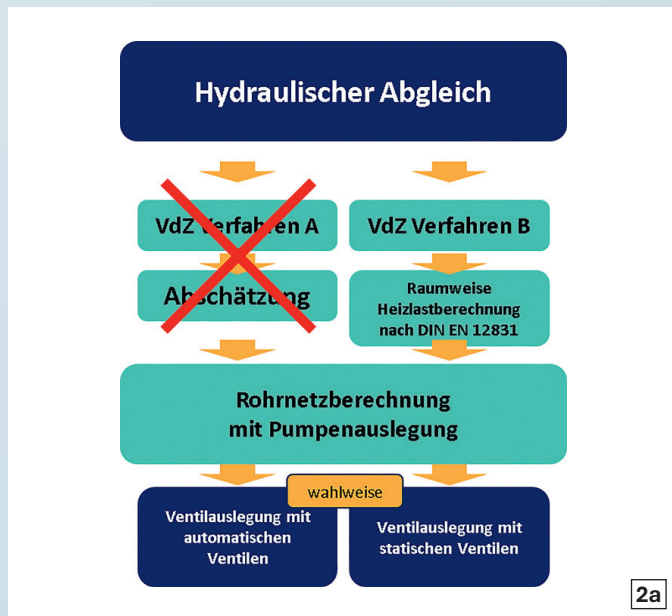 Hydraulischer Abgleich
VdZ Verfahren A
VdZ Verfahren B
Abschätzung
Raumweise
Heizlastberechnung
nach DIN EN 12831
Rohrnetzberechnung
mit Pumpenauslegung
wahlweise
Ventilauslegung mit
automatischen
Ventilen
Ventilauslegung mit
statischen Ventilen
2a